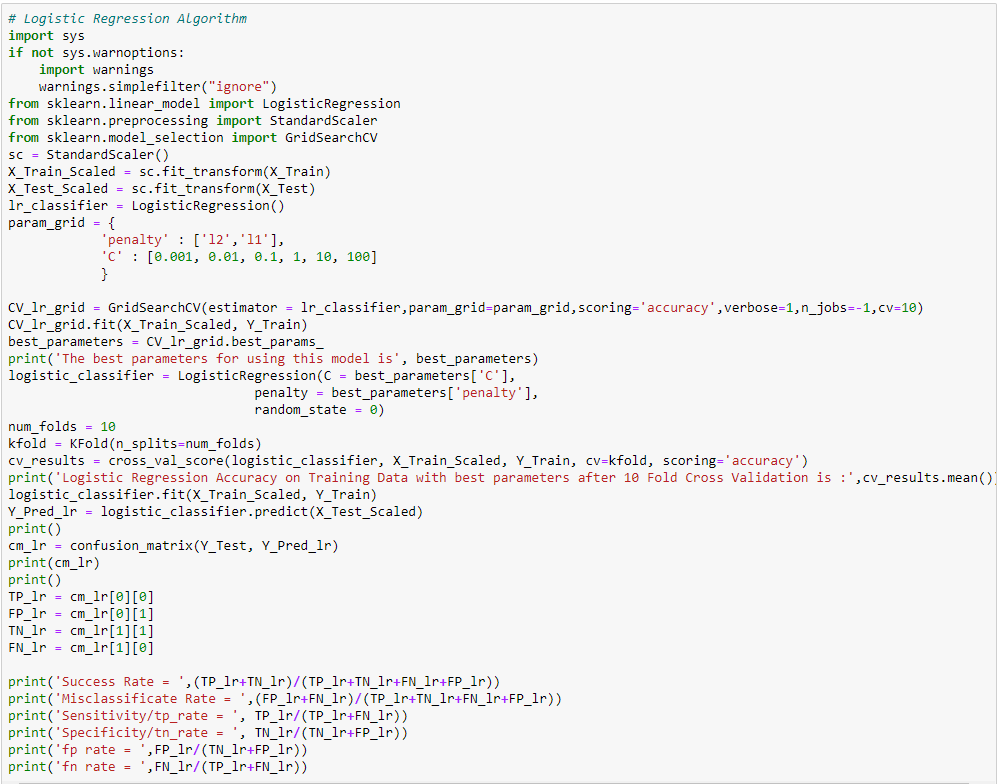 # Logistic Regression Algorithm
import sys
if not sys.warnoptions:
    import warnings
    warnings.simplefilter("ignore")
from sklearn.linear_model import LogisticRegression
from sklearn.preprocessing import StandardScaler
from sklearn.model_selection import GridSearchCV
sc = StandardScaler()
X_Train_Scaled = sc.fit_transform(X_Train)
X_Test_Scaled = sc.fit_transform(X_Test)
lr_classifier = LogisticRegression()
param_grid = {
            'penalty' : ['l2','l1'],
            'C' : [0.001, 0.01, 0.1, 1, 10, 100]
            }

CV_lr_grid = GridSearchCV(estimator = lr_classifier,param_grid=param_grid,scoring='accuracy',verbose=1,n_jobs=-1,cv=10)
CV_lr_grid.fit(X_Train_Scaled, Y_Train)
best_parameters = CV_lr_grid.best_params_
print('The best parameters for using this model is', best_parameters)
logistic_classifier = LogisticRegression(C = best_parameters['C'],
                                penalty = best_parameters['penalty'],
                                random_state = 0)
num_folds = 10
kfold = KFold(n_splits=num_folds)
cv_results = cross_val_score(logistic_classifier, X_Train_Scaled, Y_Train, cv=kfold, scoring='accuracy')
print('Logistic Regression Accuracy on Training Data with best parameters after 10 Fold Cross Validation is :',cv_results.mean())
logistic_classifier.fit(X_Train_Scaled, Y_Train)
Y_Pred_lr = logistic_classifier.predict(X_Test_Scaled)
print()
cm_lr = confusion_matrix(Y_Test, Y_Pred_lr)
print(cm_lr)
print()
TP_lr = cm_lr[0][0]
FP_lr = cm_lr[0][1]
TN_lr = cm_lr[1][1]
FN_lr = cm_lr[1][0]

print('Success Rate = ',(TP_lr+TN_lr)/(TP_lr+TN_lr+FN_lr+FP_lr))
print('Misclassificate Rate = ',(FP_lr+FN_lr)/(TP_lr+TN_lr+FN_lr+FP_lr))
print('Sensitivity/tp_rate = ', TP_lr/(TP_lr+FN_lr))
print('Specificity/tn_rate = ', TN_lr/(TN_lr+FP_lr))
print('fp rate = ',FP_lr/(TN_lr+FP_lr))
print('fn rate = ',FN_lr/(TP_lr+FN_lr))